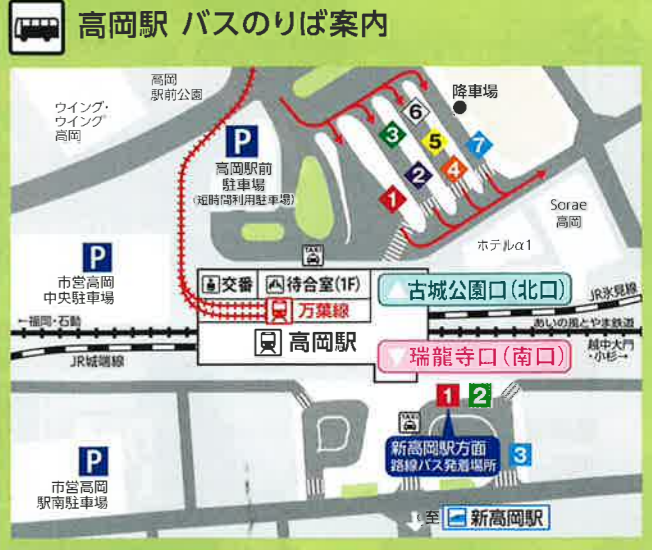 高岡駅 バスのりば案内
高岡
駅前公園
ウイング・
ウイング
高岡
P
高岡駅前
駐車場
(短時間利用駐車場)
降車場
6
3
5
7
2
4
1
Sorae
高岡
ホテルα1
TAXI
P
市営高岡
中央駐車場
交番
待合室(1F)
万葉線
高岡駅
古城公園口(北口)
瑞龍寺口(南口)
JR氷見線
←福岡・石動
あいの風とやま鉄道
越中大門
・小杉→
JR城端線
1
2
TAXI
新高岡駅方面
路線バス発着場所
3
P
市営高岡
駅南駐車場
至 新高岡駅